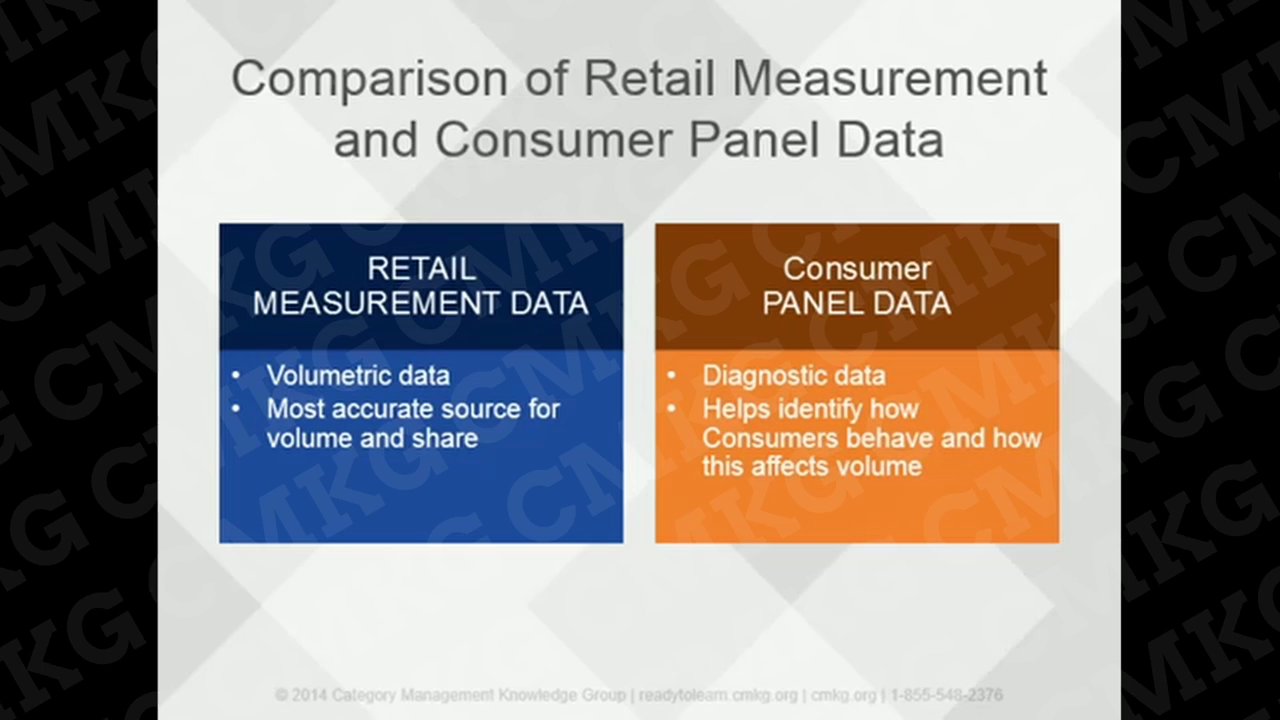 Comparison of Retail Measurement
and Consumer Panel Data
RETAIL
MEASUREMENT DATA
• Volumetric data
• Most accurate source for
volume and share
Consumer
PANEL DATA
• Diagnostic data
• Helps identify how
Consumers behave and how
this affects volume
© 2014 Category Management Knowledge Group | readytolearn.cmkg.org | cmkg.org | 1-855-548-2376
CMKG